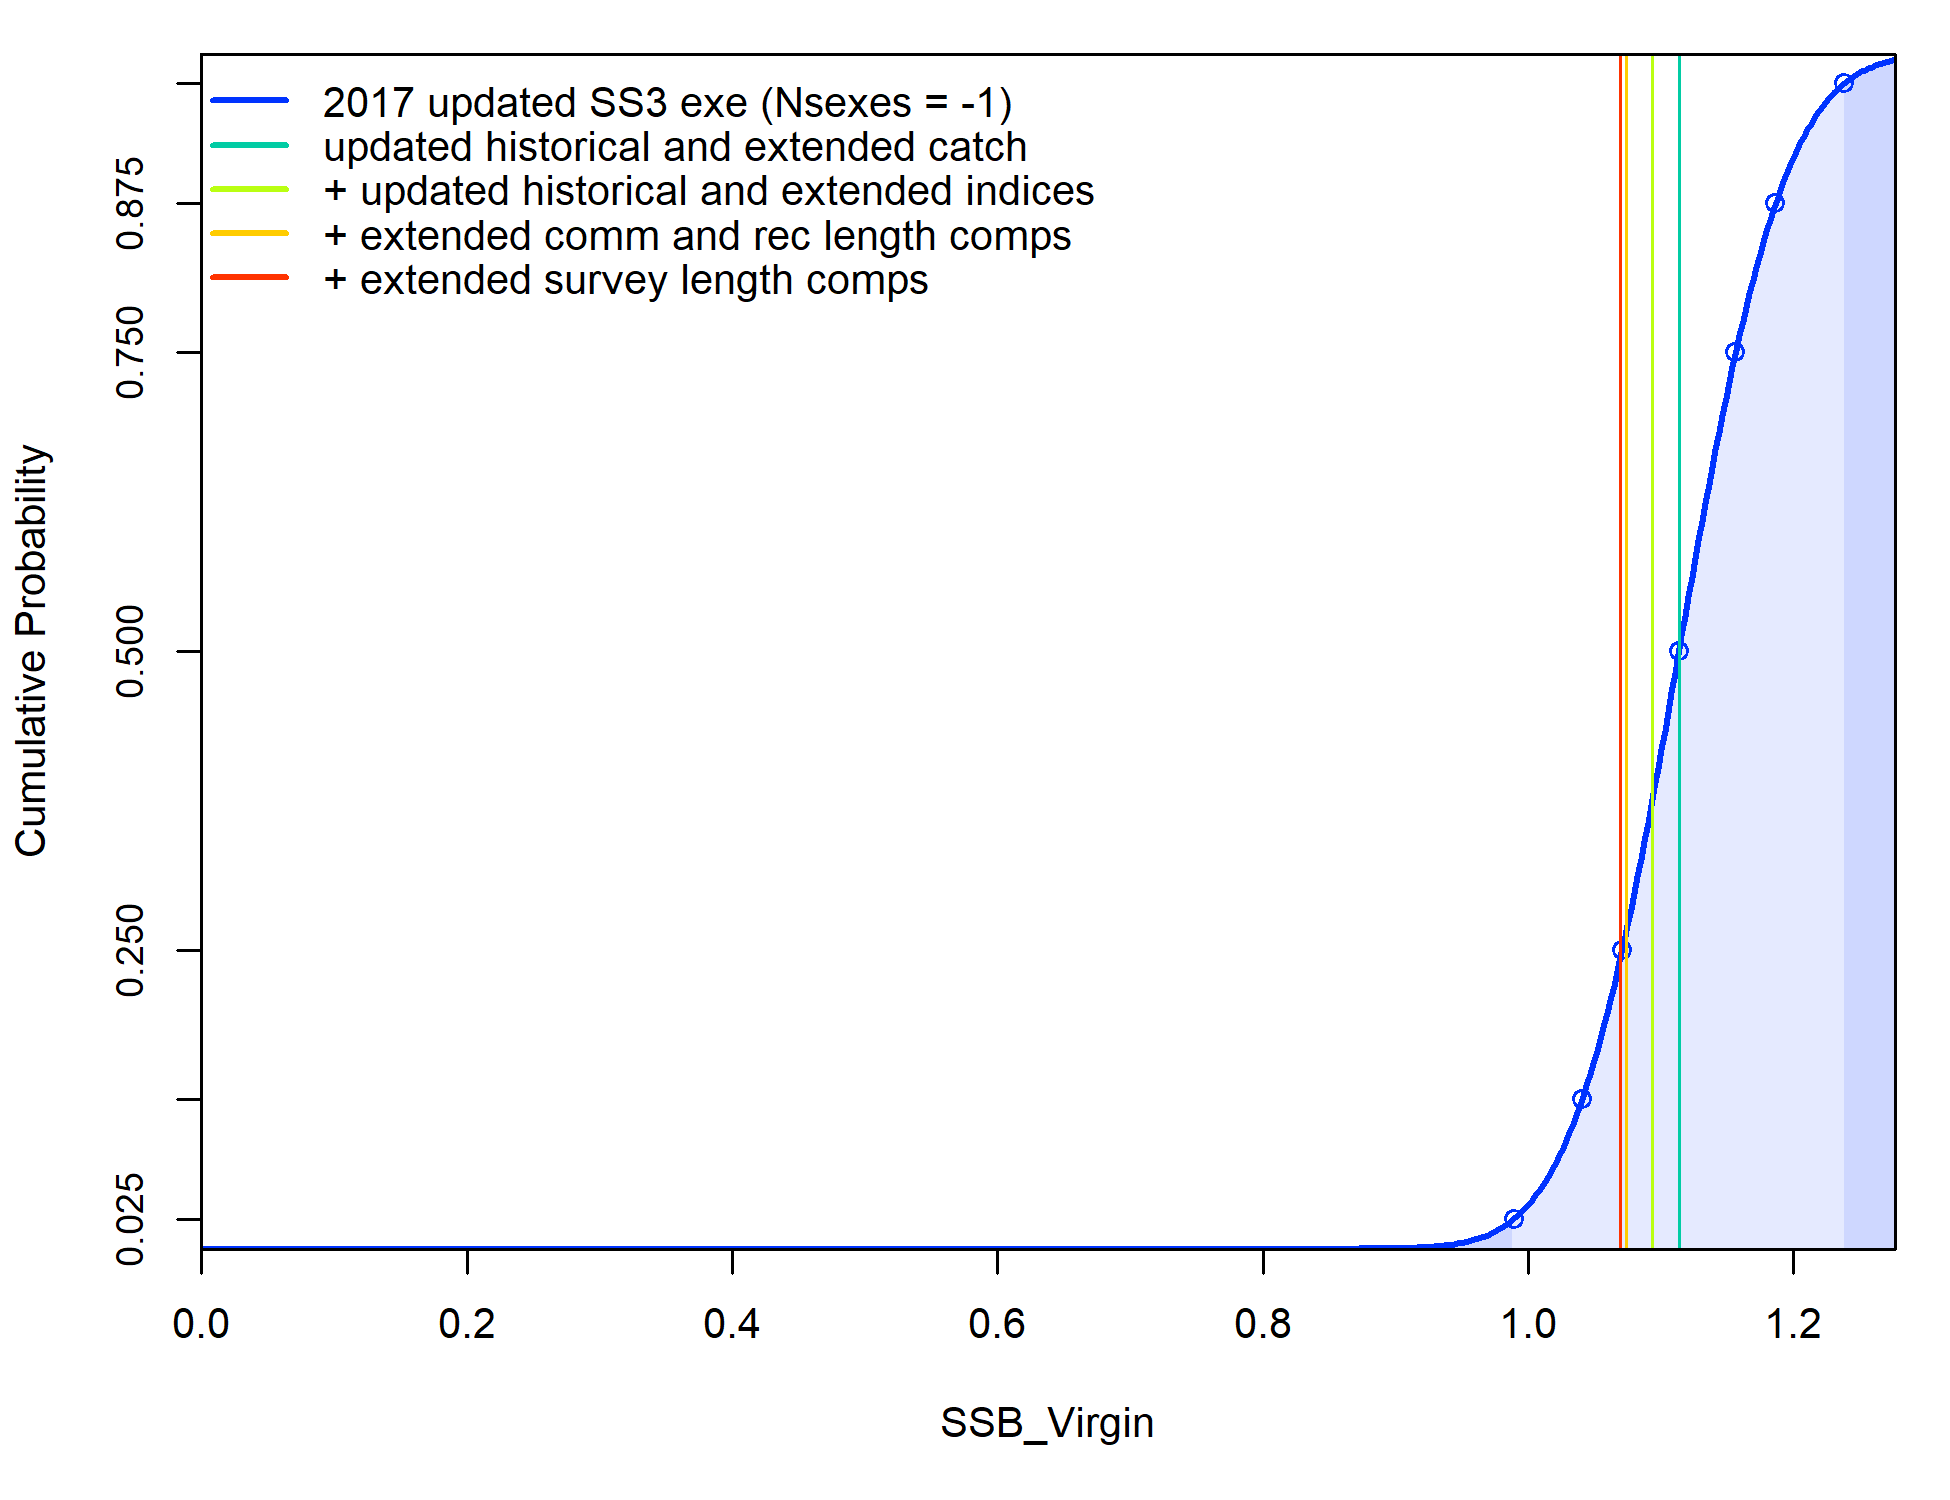 2017 updated SS3 exe (Nsexes = -1)
updated historical and extended catch
+ updated historical and extended indices
+ extended comm and rec length comps
+ extended survey length comps
Cumulative Probability
0.875
0.750
0.500
0.250
0.025
0.0 0.2 0.4 0.6 0.8 1.0 1.2
SSB_Virgin